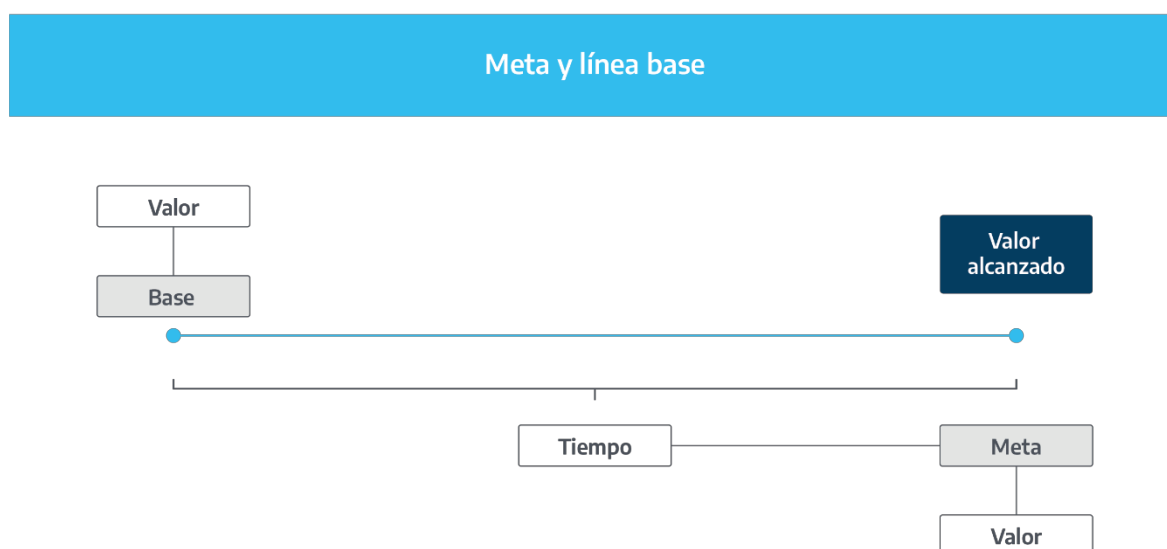 Meta y línea base
Valor
Base
Valor
alcanzado
Tiempo
Meta
Valor